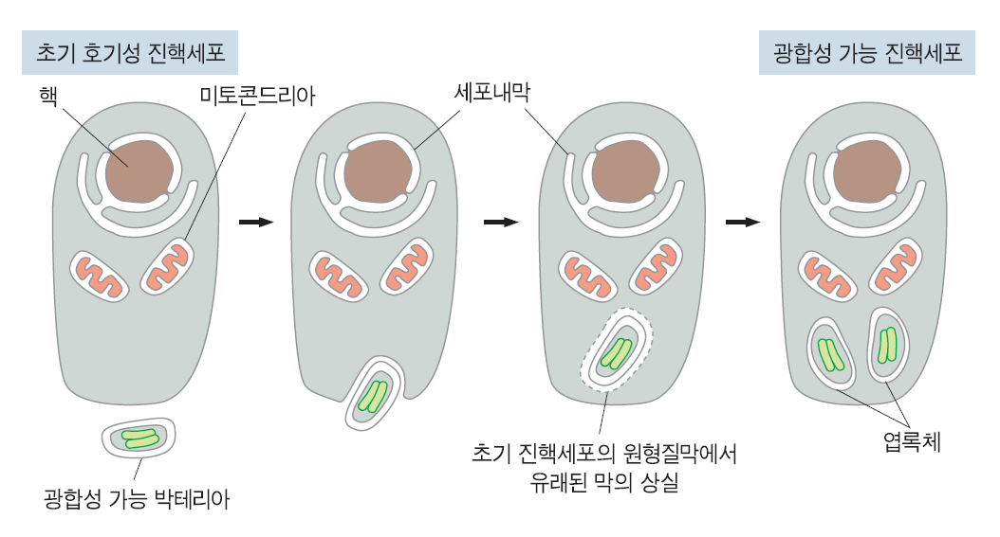 초기 호기성 진핵세포
광합성 가능 진핵세포
핵
미토콘드리아
세포내막
초기 진핵세포의 원형질막에서
유래된 막의 상실
엽록체
광합성 가능 박테리아